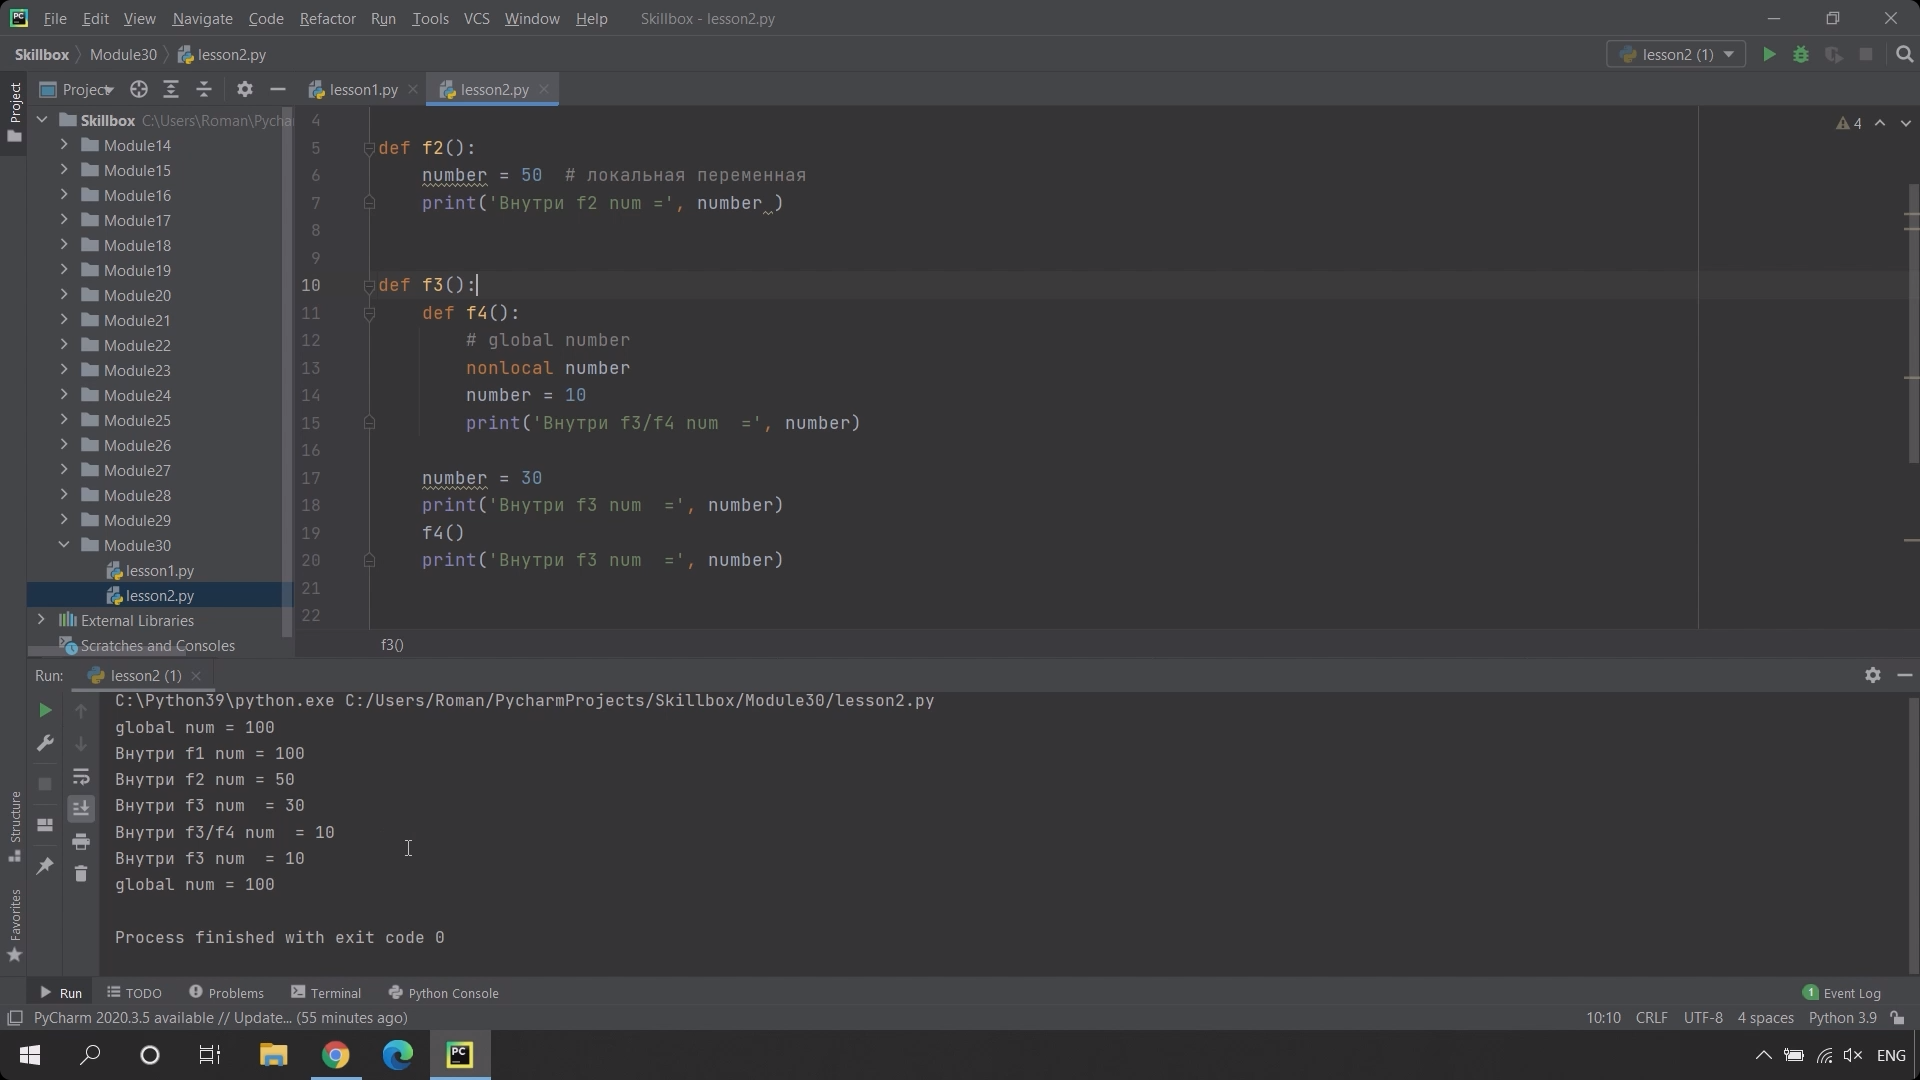 File Edit View Navigate Code Refactor Run Tools VCS Window Help Skillbox - lesson2.py
Skillbox Module30 lesson2.py lesson2 (1)
Project lesson1.py lesson2.py
Project
Skillbox C:\Users\Roman\Pycha
Module14
Module15
Module16
Module17
Module18
Module19
Module20
Module21
Module22
Module23
Module24
Module25
Module26
Module27
Module28
Module29
Module30
lesson1.py
lesson2.py
External Libraries
Scratches and Consoles
4
4
5 def f2():
6 number = 50 # локальная переменная
7 print('Внутри f2 num =', number )
8
9
10 def f3():
11 def f4():
12 # global number
13 nonlocal number
14 number = 10
15 print('Внутри f3/f4 num  =', number)
16
17 number = 30
18 print('Внутри f3 num  =', number)
19 f4()
20 print('Внутри f3 num  =', number)
21
22
f3()
Run: lesson2 (1)
C:\Python39\python.exe C:/Users/Roman/PycharmProjects/Skillbox/Module30/lesson2.py
global num = 100
Внутри f1 num = 100
Внутри f2 num = 50
Внутри f3 num  = 30
Внутри f3/f4 num  = 10
Внутри f3 num  = 10
global num = 100
Process finished with exit code 0
Structure
Favorites
Run TODO Problems Terminal Python Console 1 Event Log
PyCharm 2020.3.5 available // Update... (55 minutes ago) 10:10 CRLF UTF-8 4 spaces Python 3.9
PC ENG